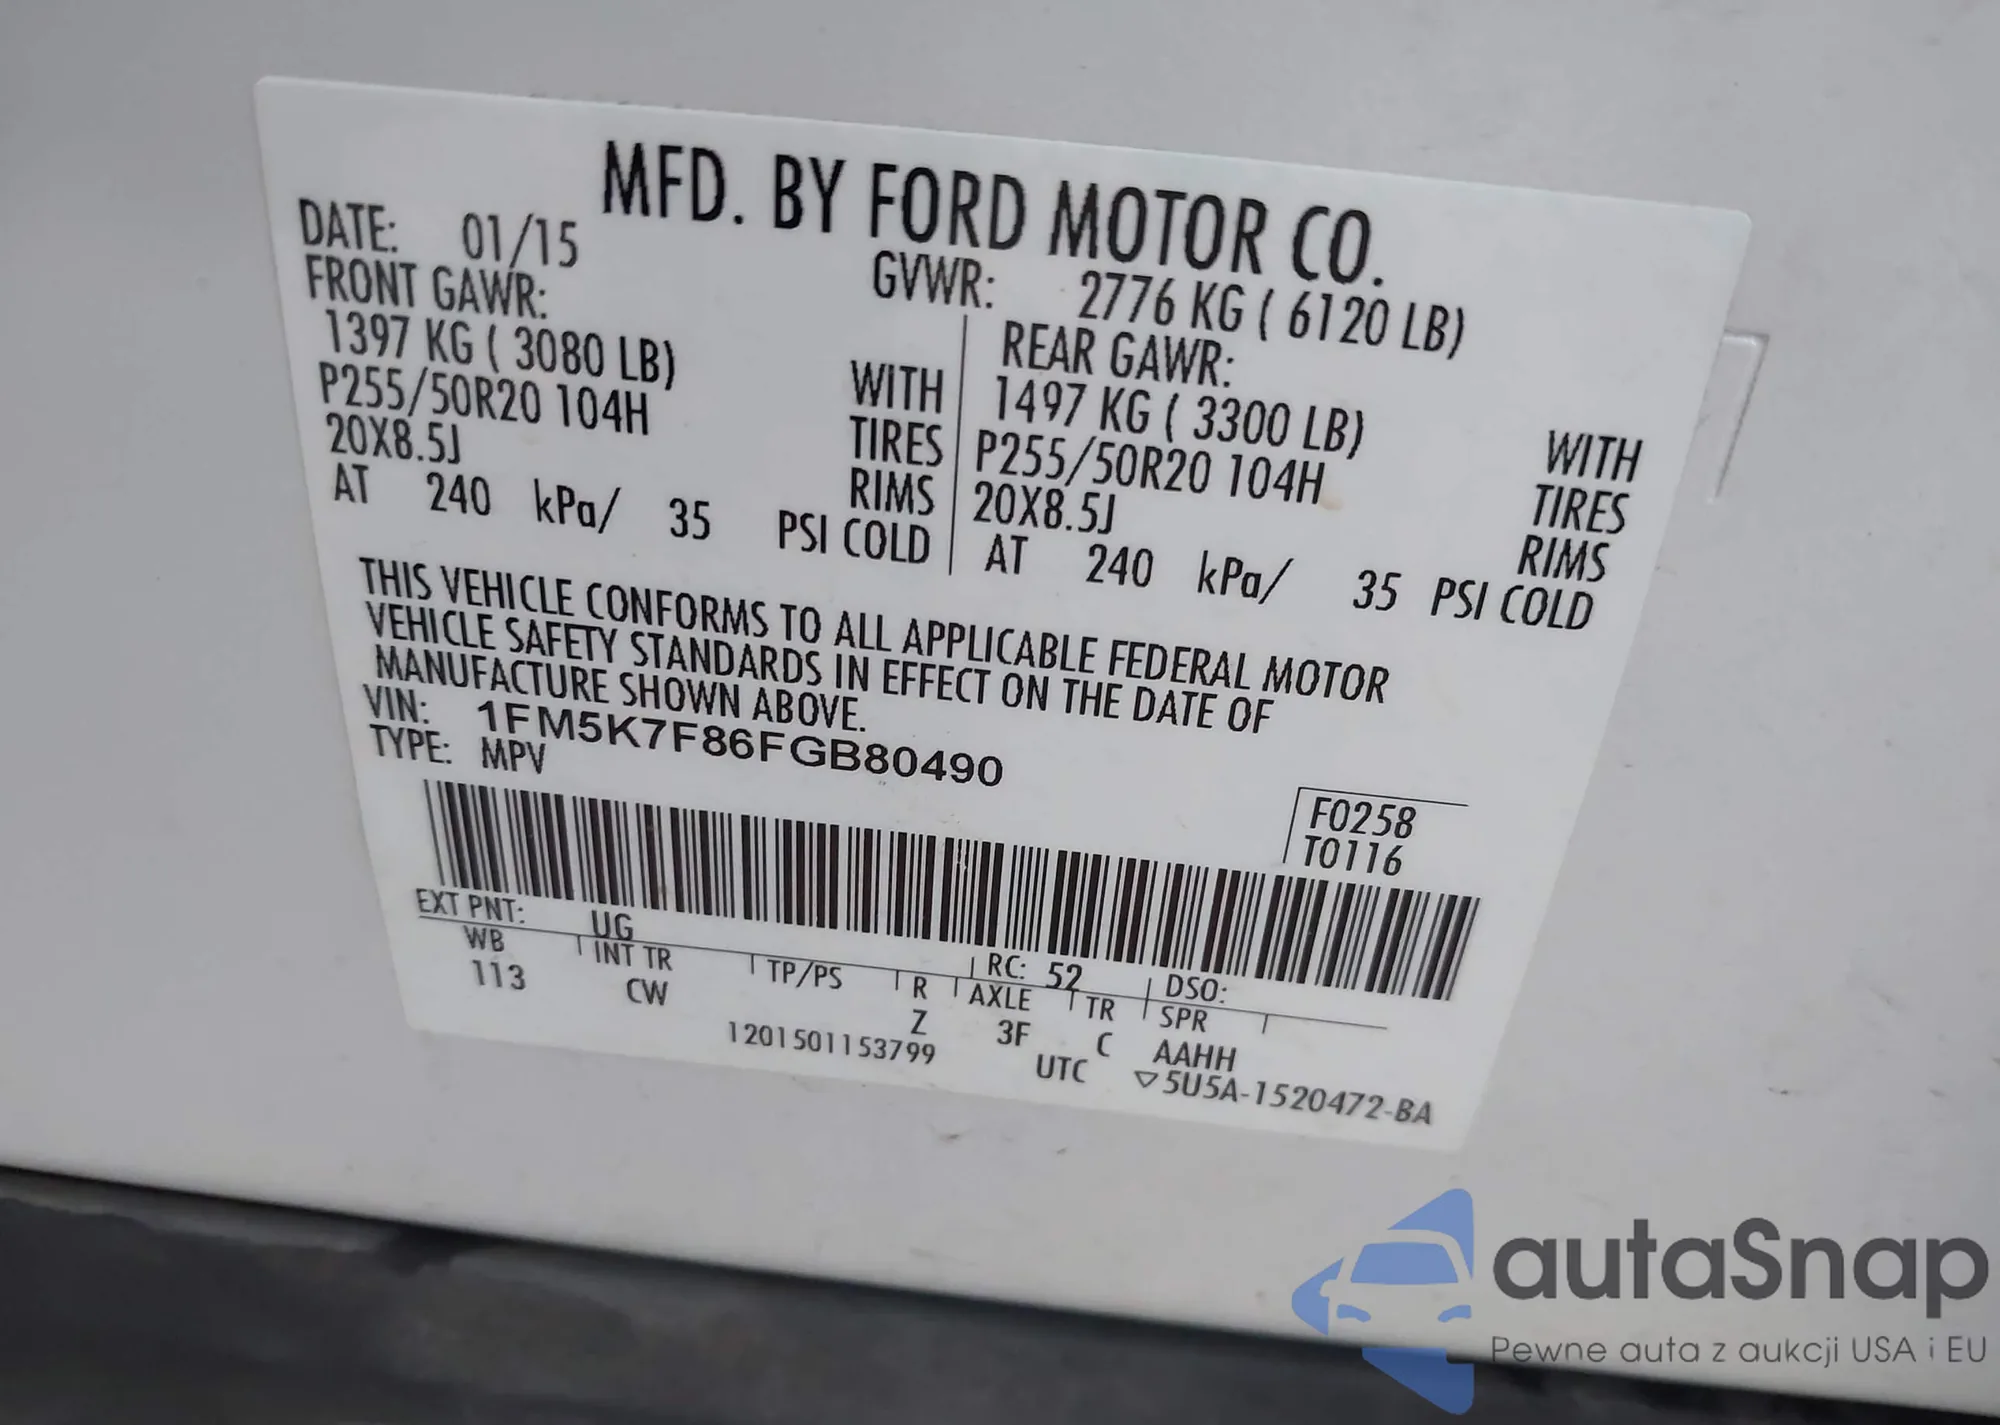 MFD. BY FORD MOTOR CO.
DATE: 01/15
GVWR: 2776 KG ( 6120 LB)
FRONT GAWR:
1397 KG ( 3080 LB) WITH
P255/50R20 104H TIRES
20X8.5J RIMS
AT 240 kPa/ 35 PSI COLD
REAR GAWR:
1497 KG ( 3300 LB) WITH
P255/50R20 104H TIRES
20X8.5J RIMS
AT 240 kPa/ 35 PSI COLD
THIS VEHICLE CONFORMS TO ALL APPLICABLE FEDERAL MOTOR
VEHICLE SAFETY STANDARDS IN EFFECT ON THE DATE OF
MANUFACTURE SHOWN ABOVE.
VIN: 1FM5K7F86FGB80490
TYPE: MPV
F0258
T0116
EXT PNT: UG RC: 52 DSO:
WB INT TR TP/PS R AXLE TR SPR
113 CW Z 3F C AAHH
1201501153799 UTC ▽5U5A-1520472-BA
autaSnap
Pewne auta z aukcji USA i EU